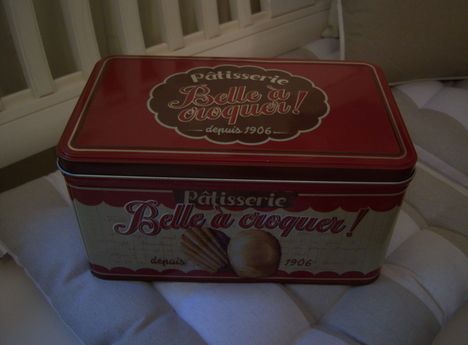 Pâtisserie
Belle à
croquer!
depuis 1906
Pâtisserie
Belle à croquer!
depuis 1906